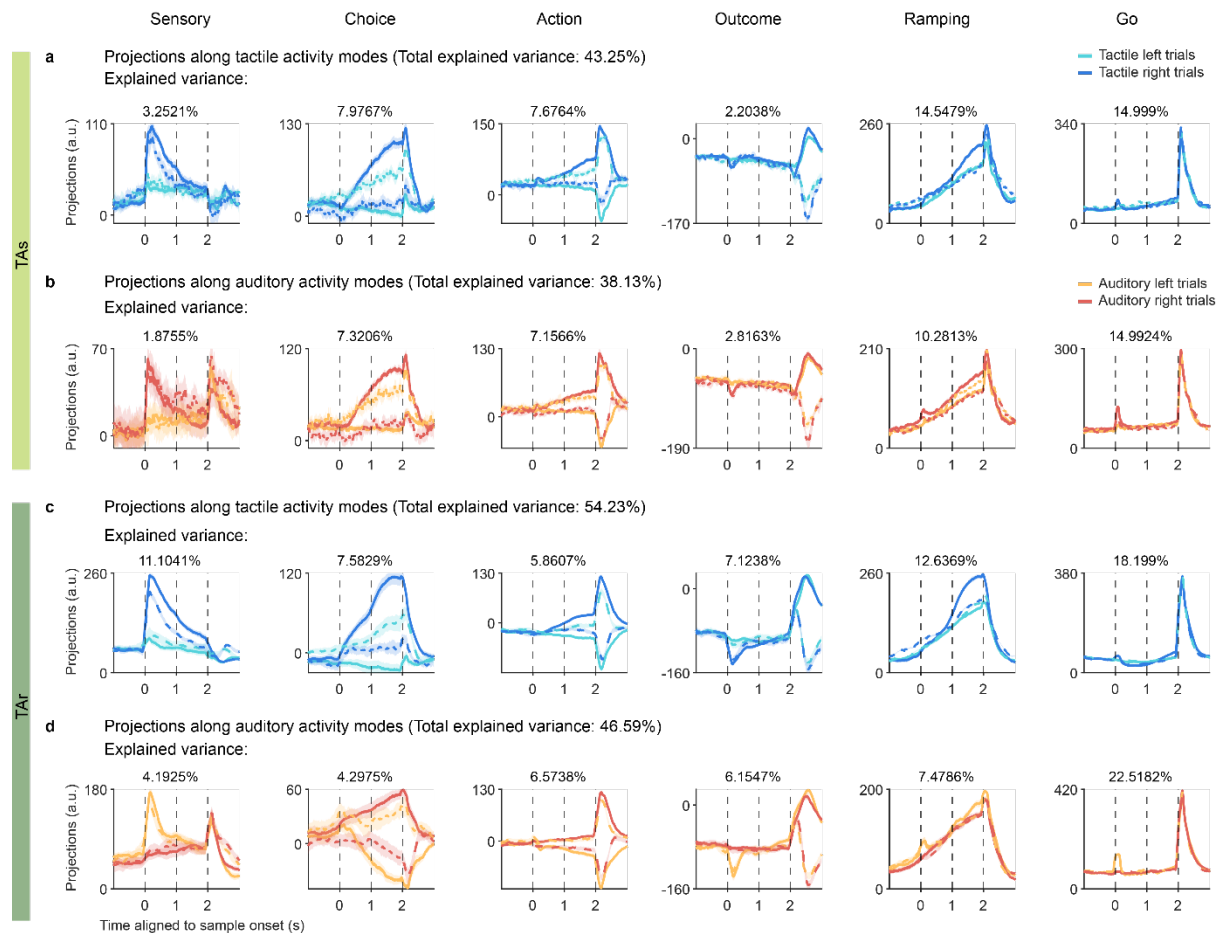 Sensory Choice Action Outcome Ramping Go
TAs
a Projections along tactile activity modes (Total explained variance: 43.25%)
Explained variance:
Tactile left trials
Tactile right trials
3.2521% 7.9767% 7.6764% 2.2038% 14.5479% 14.999%
Projections (a.u.)
110 130 150 0 260 340
0 0 0 -170 0 0
0 1 2 0 1 2 0 1 2 0 1 2 0 1 2 0 1 2
b Projections along auditory activity modes (Total explained variance: 38.13%)
Explained variance:
Auditory left trials
Auditory right trials
1.8755% 7.3206% 7.1566% 2.8163% 10.2813% 14.9924%
Projections (a.u.)
70 120 130 0 210 300
0 0 0 -190 0 0
0 1 2 0 1 2 0 1 2 0 1 2 0 1 2 0 1 2
TAr
c Projections along tactile activity modes (Total explained variance: 54.23%)
Explained variance:
11.1041% 7.5829% 5.8607% 7.1238% 12.6369% 18.199%
Projections (a.u.)
260 120 130 0 260 380
0 0 0 -160 0 0
0 1 2 0 1 2 0 1 2 0 1 2 0 1 2 0 1 2
d Projections along auditory activity modes (Total explained variance: 46.59%)
Explained variance:
4.1925% 4.2975% 6.5738% 6.1547% 7.4786% 22.5182%
Projections (a.u.)
180 60 130 0 200 420
0 0 0 -160 0 0
0 1 2 0 1 2 0 1 2 0 1 2 0 1 2 0 1 2
Time aligned to sample onset (s)